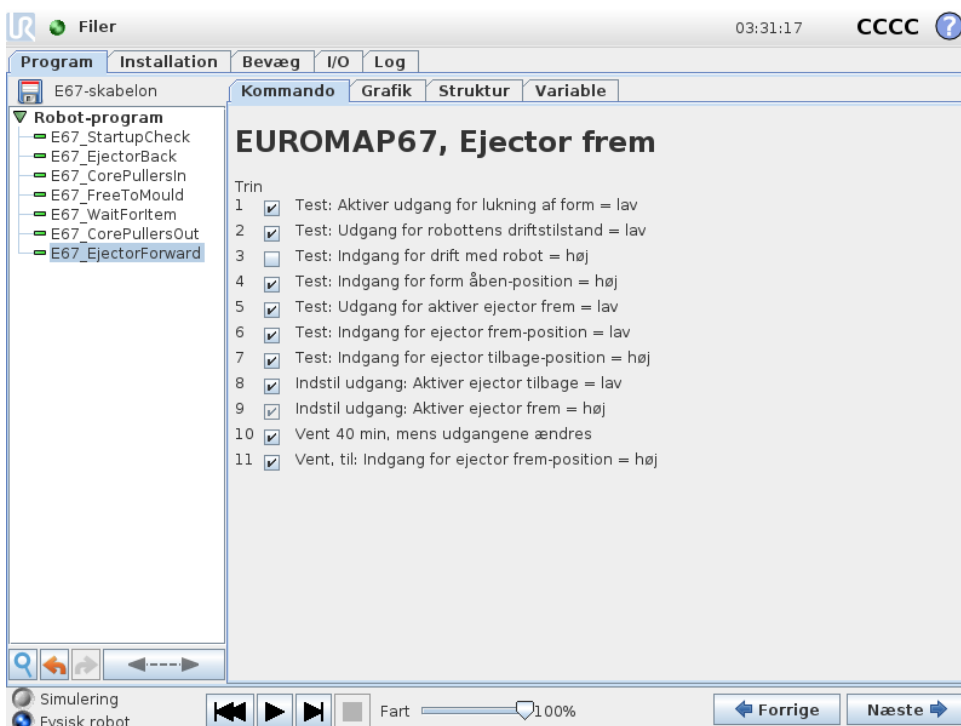 UR Filer 03:31:17 CCCC ?
Program Installation Bevæg I/O Log
E67-skabelon
Kommando Grafik Struktur Variable
Robot-program
E67_StartupCheck
E67_EjectorBack
E67_CorePullersIn
E67_FreeToMould
E67_WaitForItem
E67_CorePullersOut
E67_EjectorForward
EUROMAP67, Ejector frem
Trin
1 Test: Aktiver udgang for lukning af form = lav
2 Test: Udgang for robottens driftstilstand = lav
3 Test: Indgang for drift med robot = høj
4 Test: Indgang for form åben-position = høj
5 Test: Udgang for aktiver ejector frem = lav
6 Test: Indgang for ejector frem-position = lav
7 Test: Indgang for ejector tilbage-position = høj
8 Indstil udgang: Aktiver ejector tilbage = lav
9 Indstil udgang: Aktiver ejector frem = høj
10 Vent 40 min, mens udgangene ændres
11 Vent, til: Indgang for ejector frem-position = høj
Simulering
Fysisk robot
Fart 100%
Forrige Næste